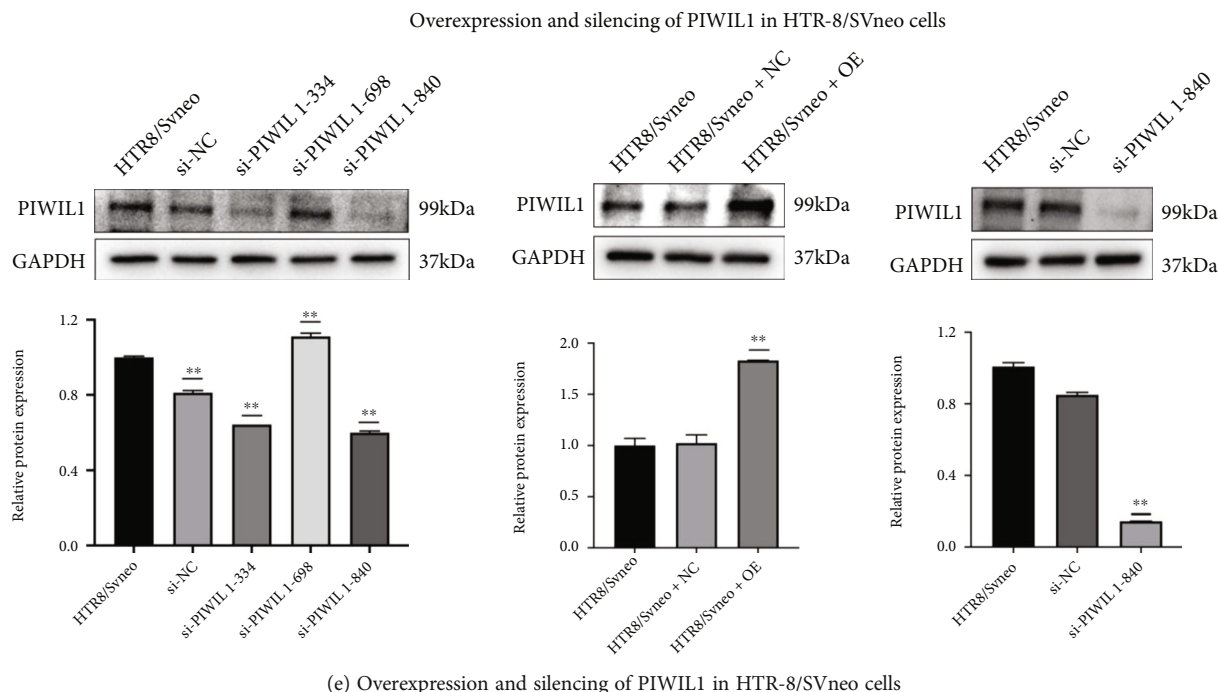 Overexpression and silencing of PIWIL1 in HTR-8/SVneo cells
HTR8/Svneo
si-NC
si-PIWIL 1-334
si-PIWIL 1-698
si-PIWIL 1-840
PIWIL1
99kDa
GAPDH
37kDa
Relative protein expression
1.2
0.8
0.4
0.0
**
**
**
**
HTR8/Svneo
si-NC
si-PIWIL 1-334
si-PIWIL 1-698
si-PIWIL 1-840
HTR8/Svneo
HTR8/Svneo + NC
HTR8/Svneo + OE
PIWIL1
99kDa
GAPDH
37kDa
Relative protein expression
2.0
1.5
1.0
0.5
0.0
**
HTR8/Svneo
HTR8/Svneo + NC
HTR8/Svneo + OE
HTR8/Svneo
si-NC
si-PIWIL 1-840
PIWIL1
99kDa
GAPDH
37kDa
Relative protein expression
1.2
0.8
0.4
0.0
**
HTR8/Svneo
si-NC
si-PIWIL 1-840
(e) Overexpression and silencing of PIWIL1 in HTR-8/SVneo cells